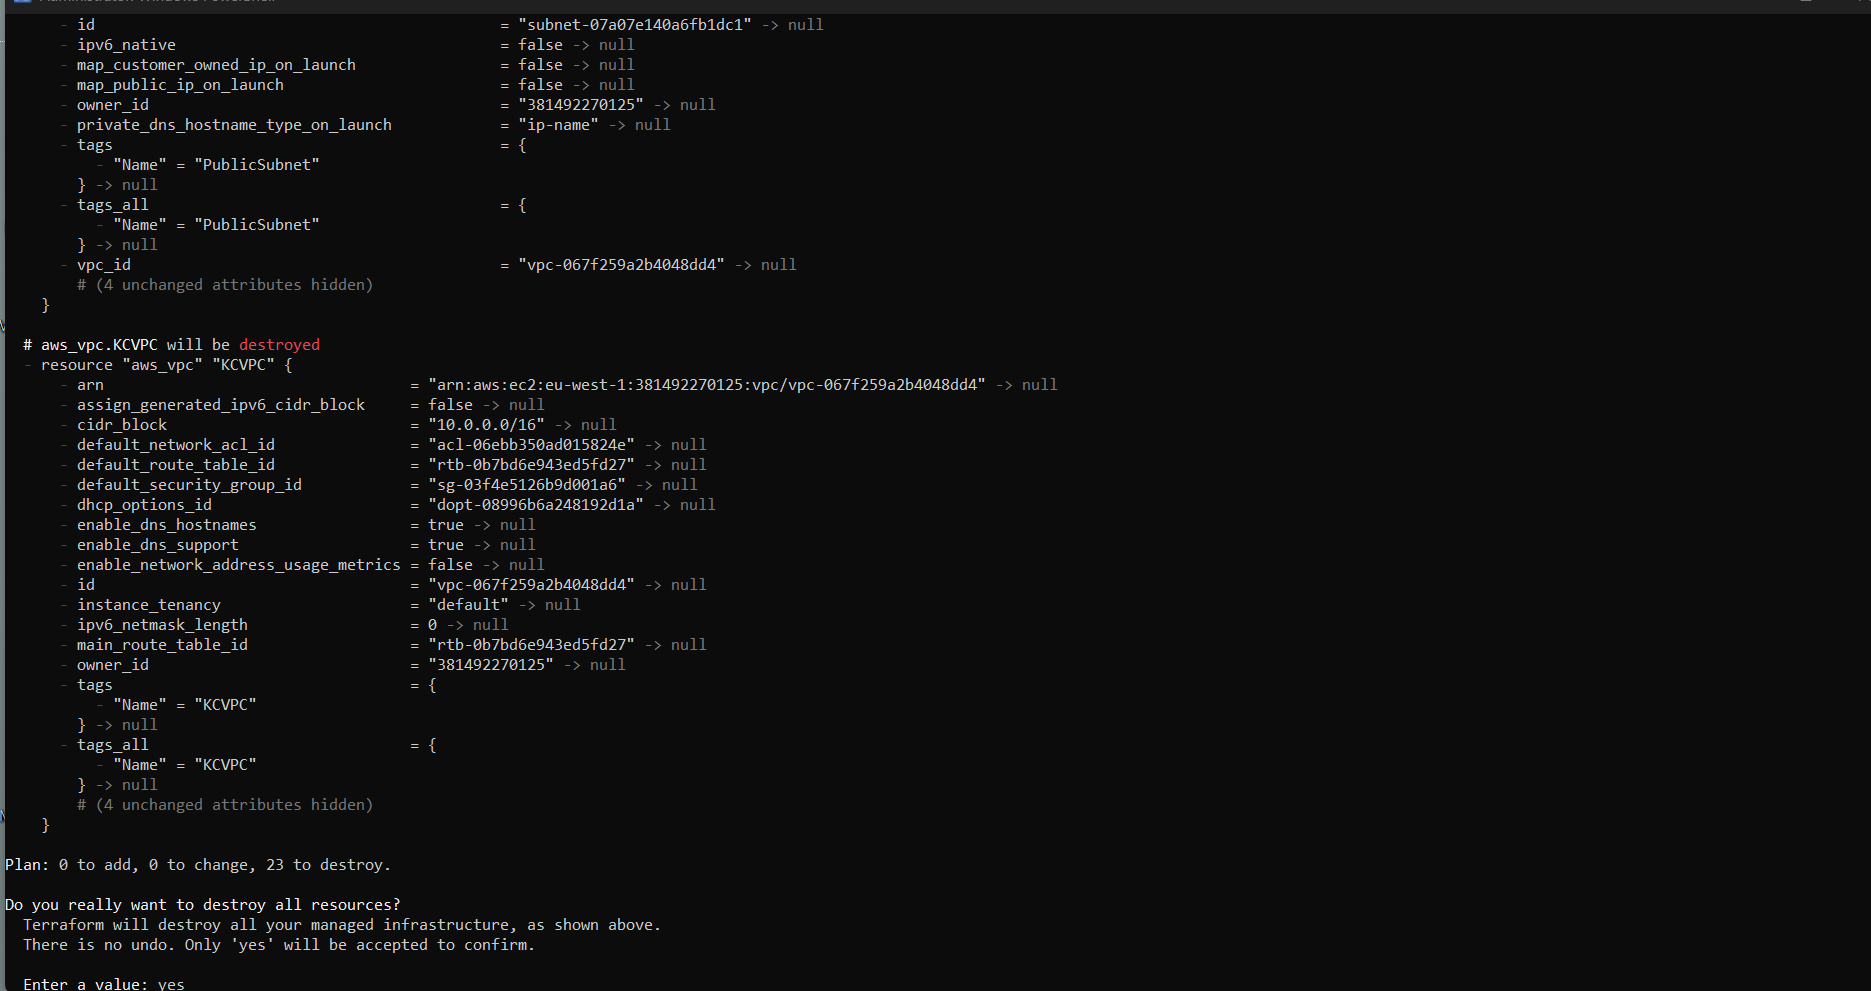 - id = "subnet-07a07e140a6fb1dc1" -> null
- ipv6_native = false -> null
- map_customer_owned_ip_on_launch = false -> null
- map_public_ip_on_launch = false -> null
- owner_id = "381492270125" -> null
- private_dns_hostname_type_on_launch = "ip-name" -> null
- tags = {
- "Name" = "PublicSubnet"
} -> null
- tags_all = {
- "Name" = "PublicSubnet"
} -> null
- vpc_id = "vpc-067f259a2b4048dd4" -> null
# (4 unchanged attributes hidden)
}
# aws_vpc.KCVPC will be destroyed
- resource "aws_vpc" "KCVPC" {
- arn = "arn:aws:ec2:eu-west-1:381492270125:vpc/vpc-067f259a2b4048dd4" -> null
- assign_generated_ipv6_cidr_block = false -> null
- cidr_block = "10.0.0.0/16" -> null
- default_network_acl_id = "acl-06ebb350ad015824e" -> null
- default_route_table_id = "rtb-0b7bd6e943ed5fd27" -> null
- default_security_group_id = "sg-03f4e5126b9d001a6" -> null
- dhcp_options_id = "dopt-08996b6a248192d1a" -> null
- enable_dns_hostnames = true -> null
- enable_dns_support = true -> null
- enable_network_address_usage_metrics = false -> null
- id = "vpc-067f259a2b4048dd4" -> null
- instance_tenancy = "default" -> null
- ipv6_netmask_length = 0 -> null
- main_route_table_id = "rtb-0b7bd6e943ed5fd27" -> null
- owner_id = "381492270125" -> null
- tags = {
- "Name" = "KCVPC"
} -> null
- tags_all = {
- "Name" = "KCVPC"
} -> null
# (4 unchanged attributes hidden)
}
Plan: 0 to add, 0 to change, 23 to destroy.
Do you really want to destroy all resources?
Terraform will destroy all your managed infrastructure, as shown above.
There is no undo. Only 'yes' will be accepted to confirm.
Enter a value: yes